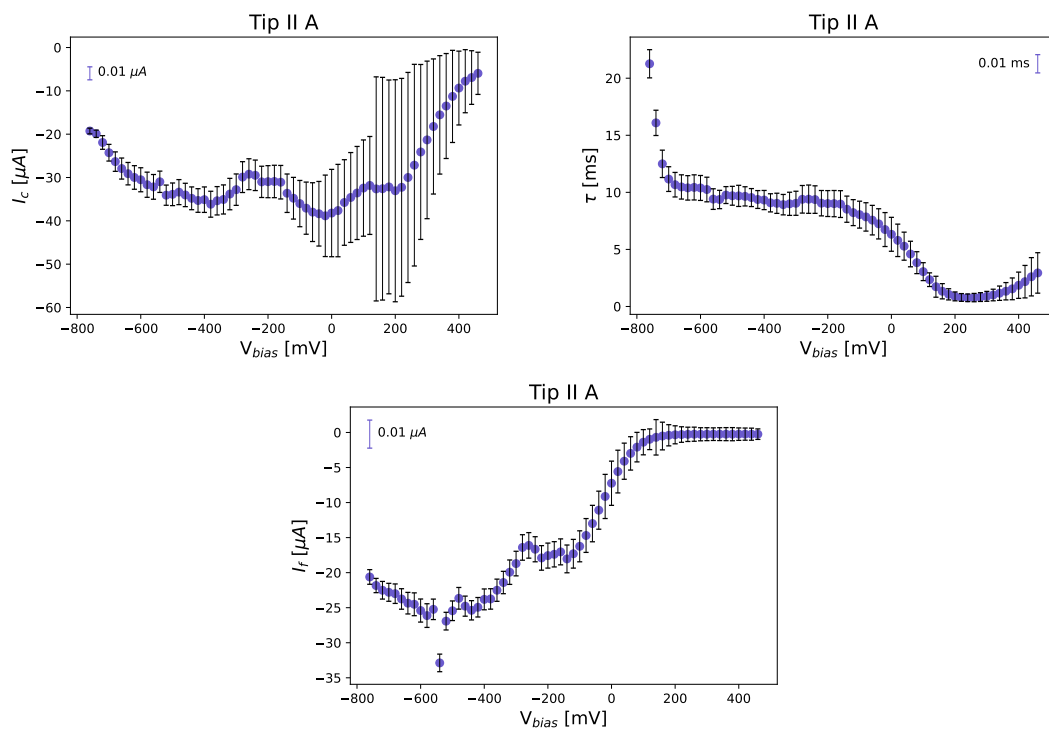 Tip II A
0
−10
−20
−30
−40
−50
−60
I_c [μA]
0.01 μA
−800 −600 −400 −200 0 200 400
V_bias [mV]
Tip II A
20
15
10
5
0
τ [ms]
0.01 ms
−800 −600 −400 −200 0 200 400
V_bias [mV]
Tip II A
0
−5
−10
−15
−20
−25
−30
−35
I_f [μA]
0.01 μA
−800 −600 −400 −200 0 200 400
V_bias [mV]